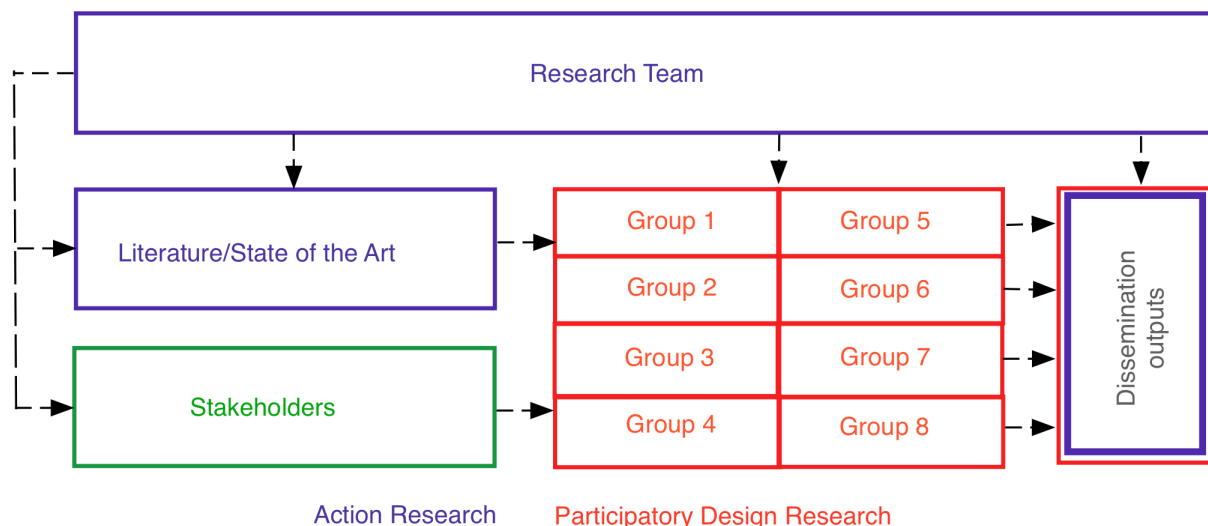 Research Team
Literature/State of the Art
Stakeholders
Group 1
Group 5
Group 2
Group 6
Group 3
Group 7
Group 4
Group 8
Dissemination
outputs
Action Research
Participatory Design Research